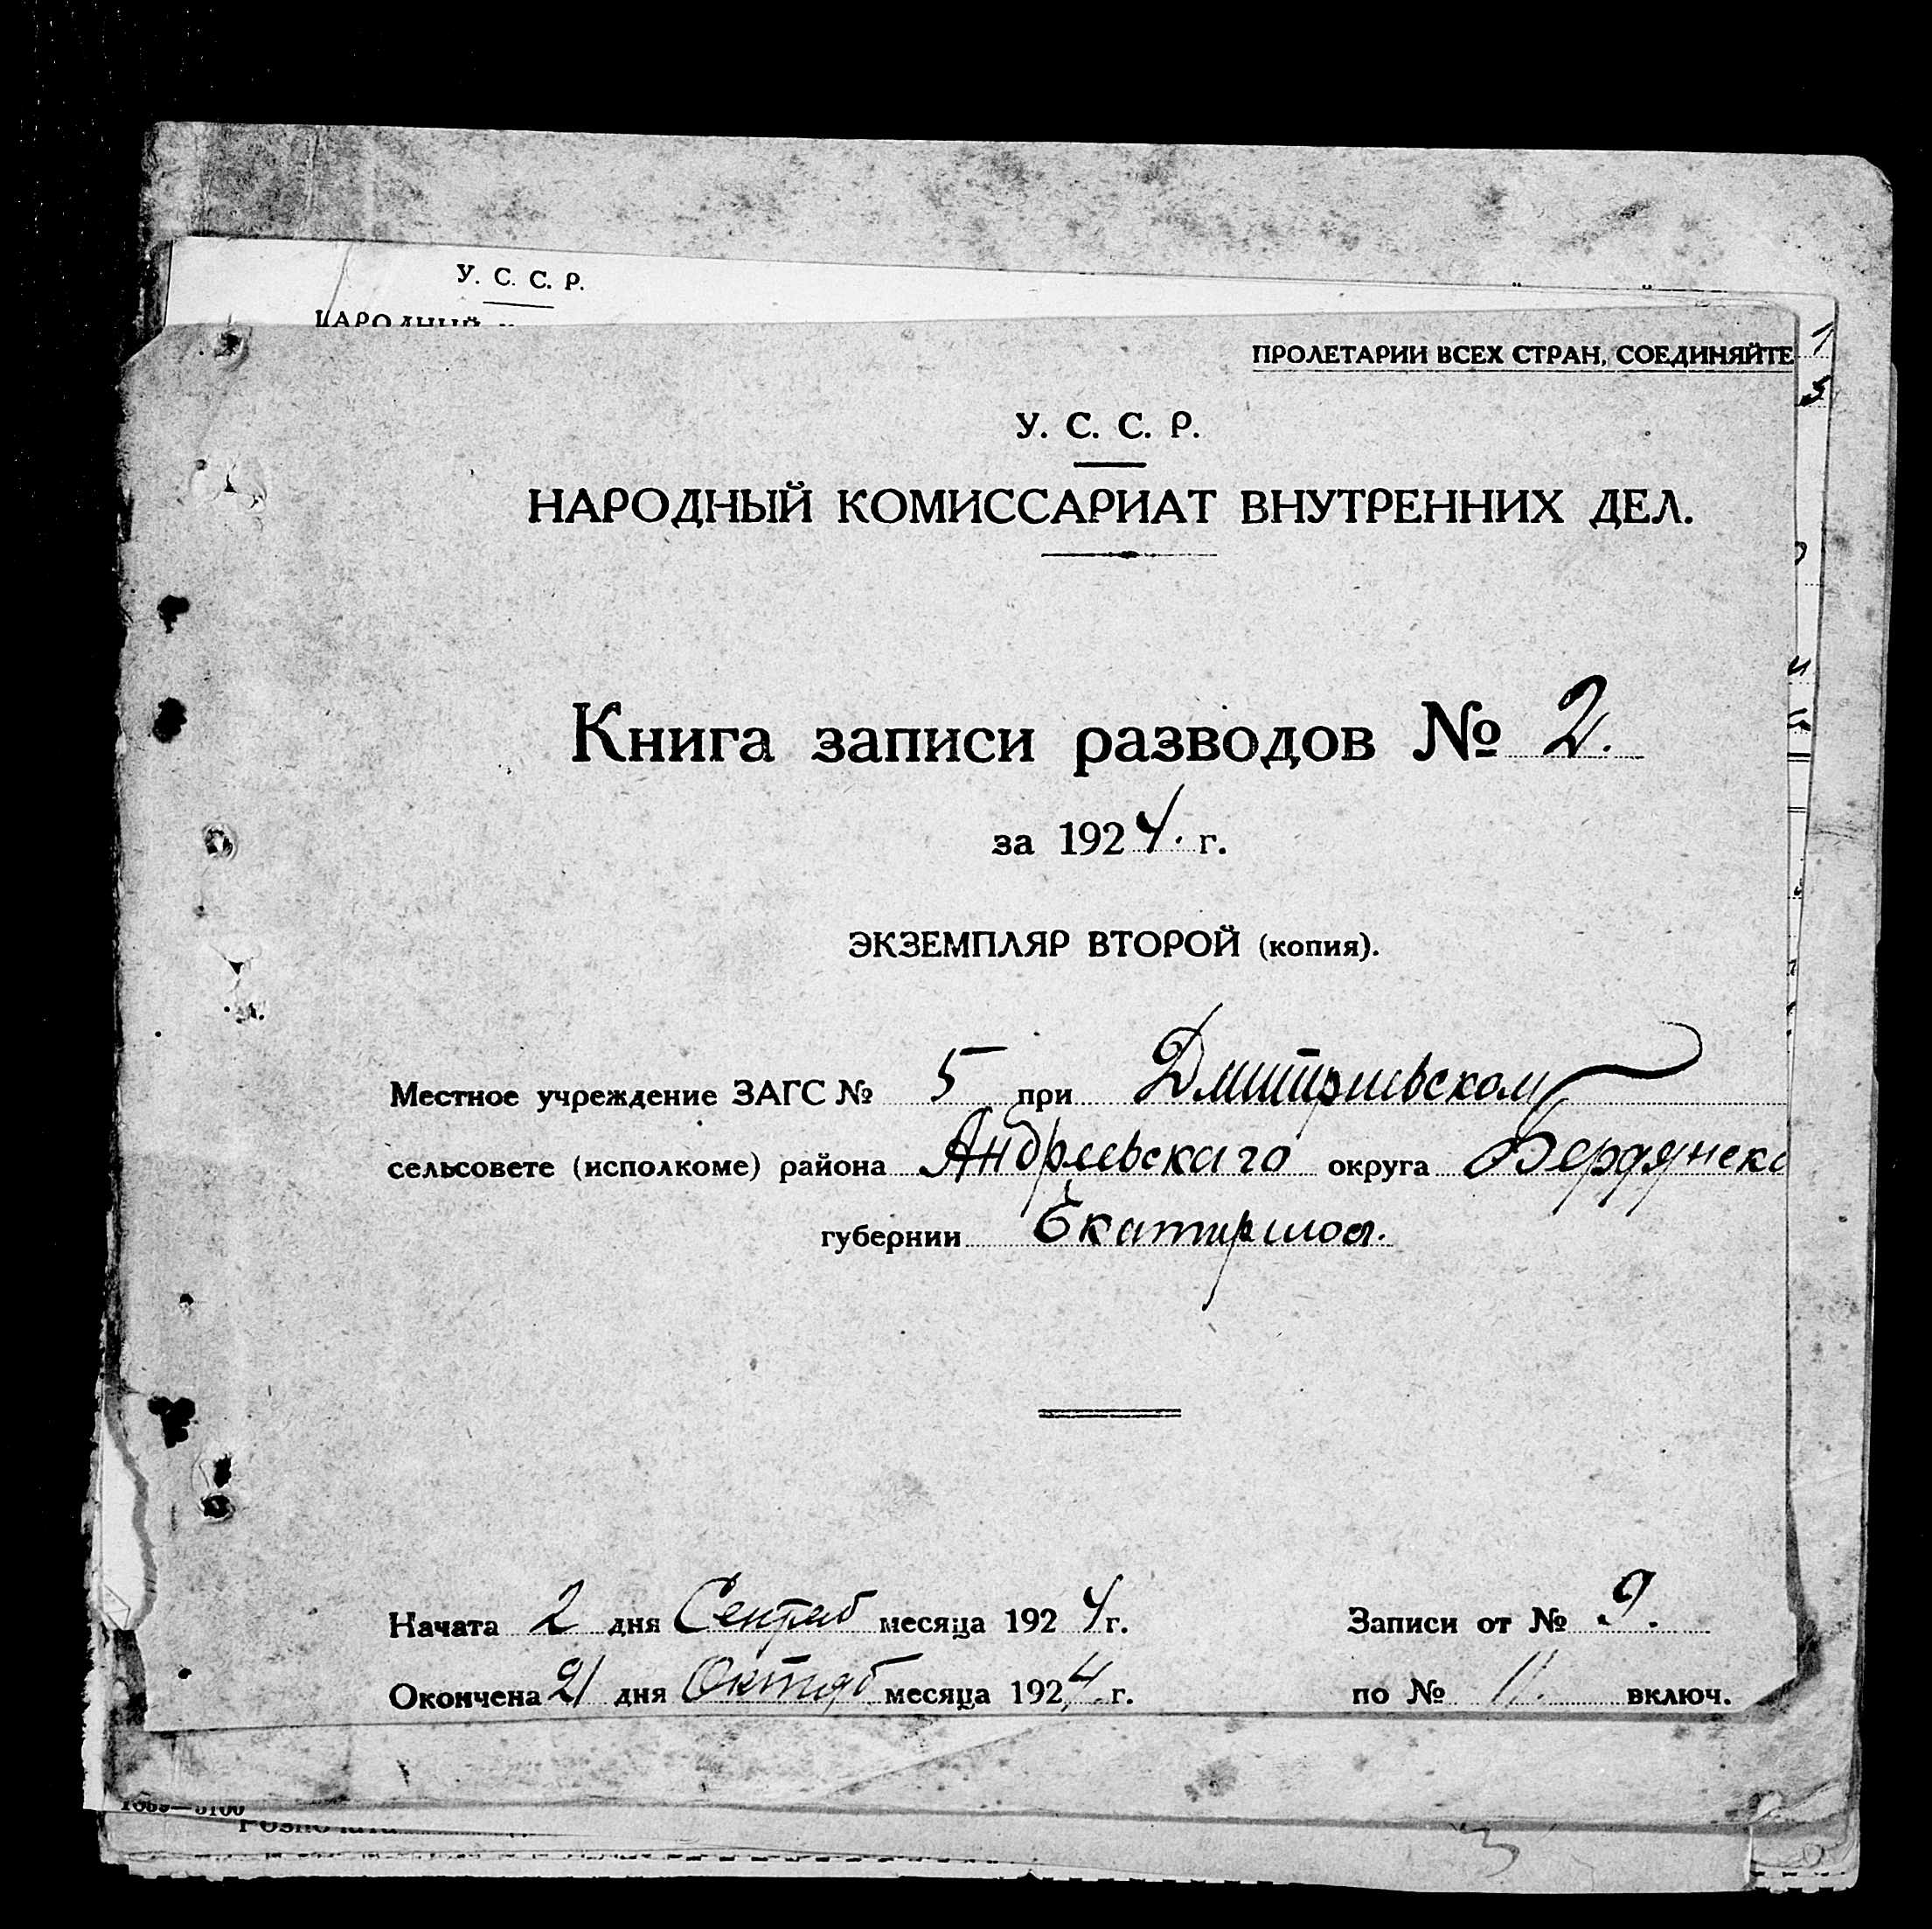 У. С. С. Р.
ПРОЛЕТАРИИ ВСЕХ СТРАН, СОЕДИНЯЙТЕ
У. С. С. Р.
НАРОДНЫЙ КОМИССАРИАТ ВНУТРЕННИХ ДЕЛ.
Книга записи разводов № 2.
за 1924. г.
ЭКЗЕМПЛЯР ВТОРОЙ (копия).
Местное учреждение ЗАГС № 5 при Дмитриевском
сельсовете (исполкоме) района Андреевскаго округа Бердянско
губернии Екатеринос.
Начата 2 дня Сентяб месяца 1924 г.
Записи от № 9.
Окончена 21 дня Октяб месяца 1924. г.
по № 11. включ.